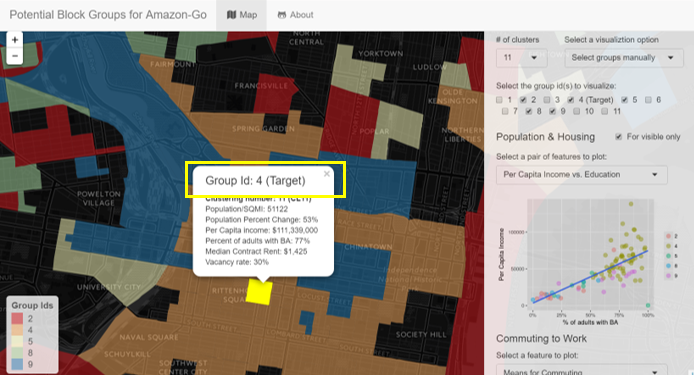 Potential Block Groups for Amazon-Go
Map
About
+
−
NORTH
CENTRAL
YORKTOWN
FAIRMOUNT
LUDLOW
FRANCISVILLE
OLDE
KENSINGTON
SPRING GARDEN
POPLAR
NORTHERN
LIBERTIES
POWELTON
VILLAGE
Group Id: 4 (Target)
×
Population/SQMI: 51122
Population Percent Change: 53%
Per Capita Income: $111,339,000
Percent of adults with BA: 77%
Median Contract Rent: $1,425
Vacancy rate: 30%
CHINATOWN
Independence
National Historical
UNIVERSITY CITY
RITTENHOUSE
SQUARE
NAVAL SQUARE
SOCIETY HILL
SCHUYLKILL
SOUTHWEST
CENTER CITY
Group Ids
2
4
5
8
9
# of clusters
Select a visualiztion option
11
Select groups manually
Select the group id(s) to visualize:
1 2 3 4 (Target) 5 6
7 8 9 10 11
Population & Housing
For visible only
Select a pair of features to plot:
Per Capita Income vs. Education
Per Capita Income
100000
50000
0
0% 25% 50% 75% 100%
% of adults with BA
2
4
5
8
9
Commuting to Work
Select a feature to plot:
Means for Commuting